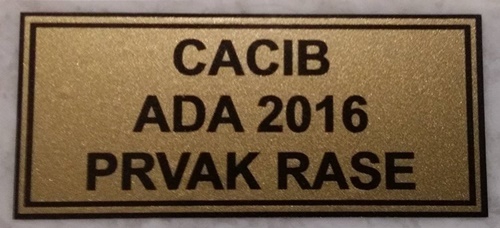 CACIB
ADA 2016
PRVAK RASE